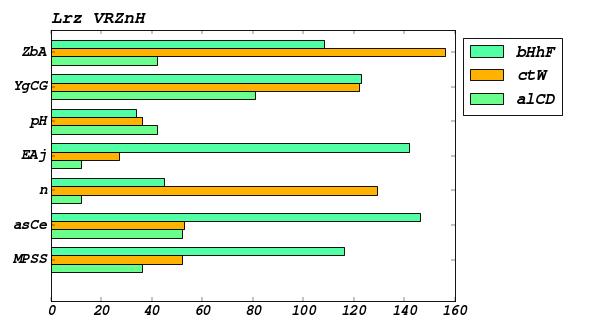 Lrz VRZnH
ZbA
YgCG
pH
EAj
n
asCe
MPSS
0 20 40 60 80 100 120 140 160
bHhF
ctW
alCD